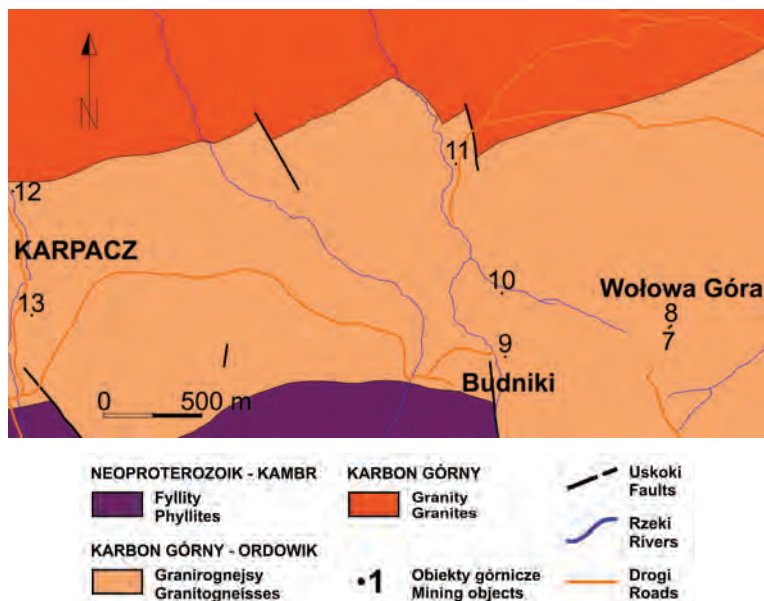 N
11
12
KARPACZ
10
Wołowa Góra
8
13
7
9
Budniki
0 500 m
NEOPROTEROZOIK - KAMBR
Fyllity
Phyllites
KARBON GÓRNY - ORDOWIK
Granirognejsy
Granitogneisses
KARBON GÓRNY
Granity
Granites
1
Obiekty górnicze
Mining objects
Uskoki
Faults
Rzeki
Rivers
Drogi
Roads